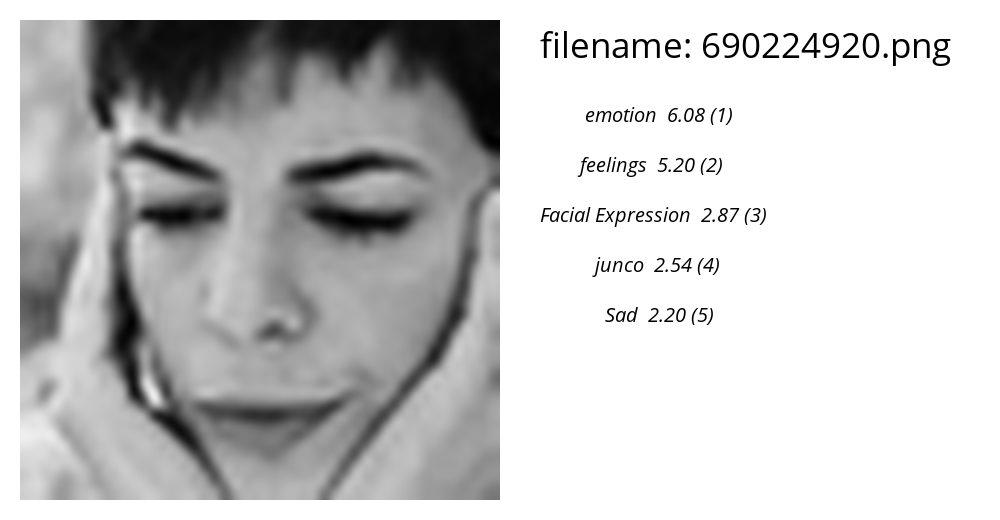 filename: 690224920.png
emotion 6.08 (1)
feelings 5.20 (2)
Facial Expression 2.87 (3)
junco 2.54 (4)
Sad 2.20 (5)